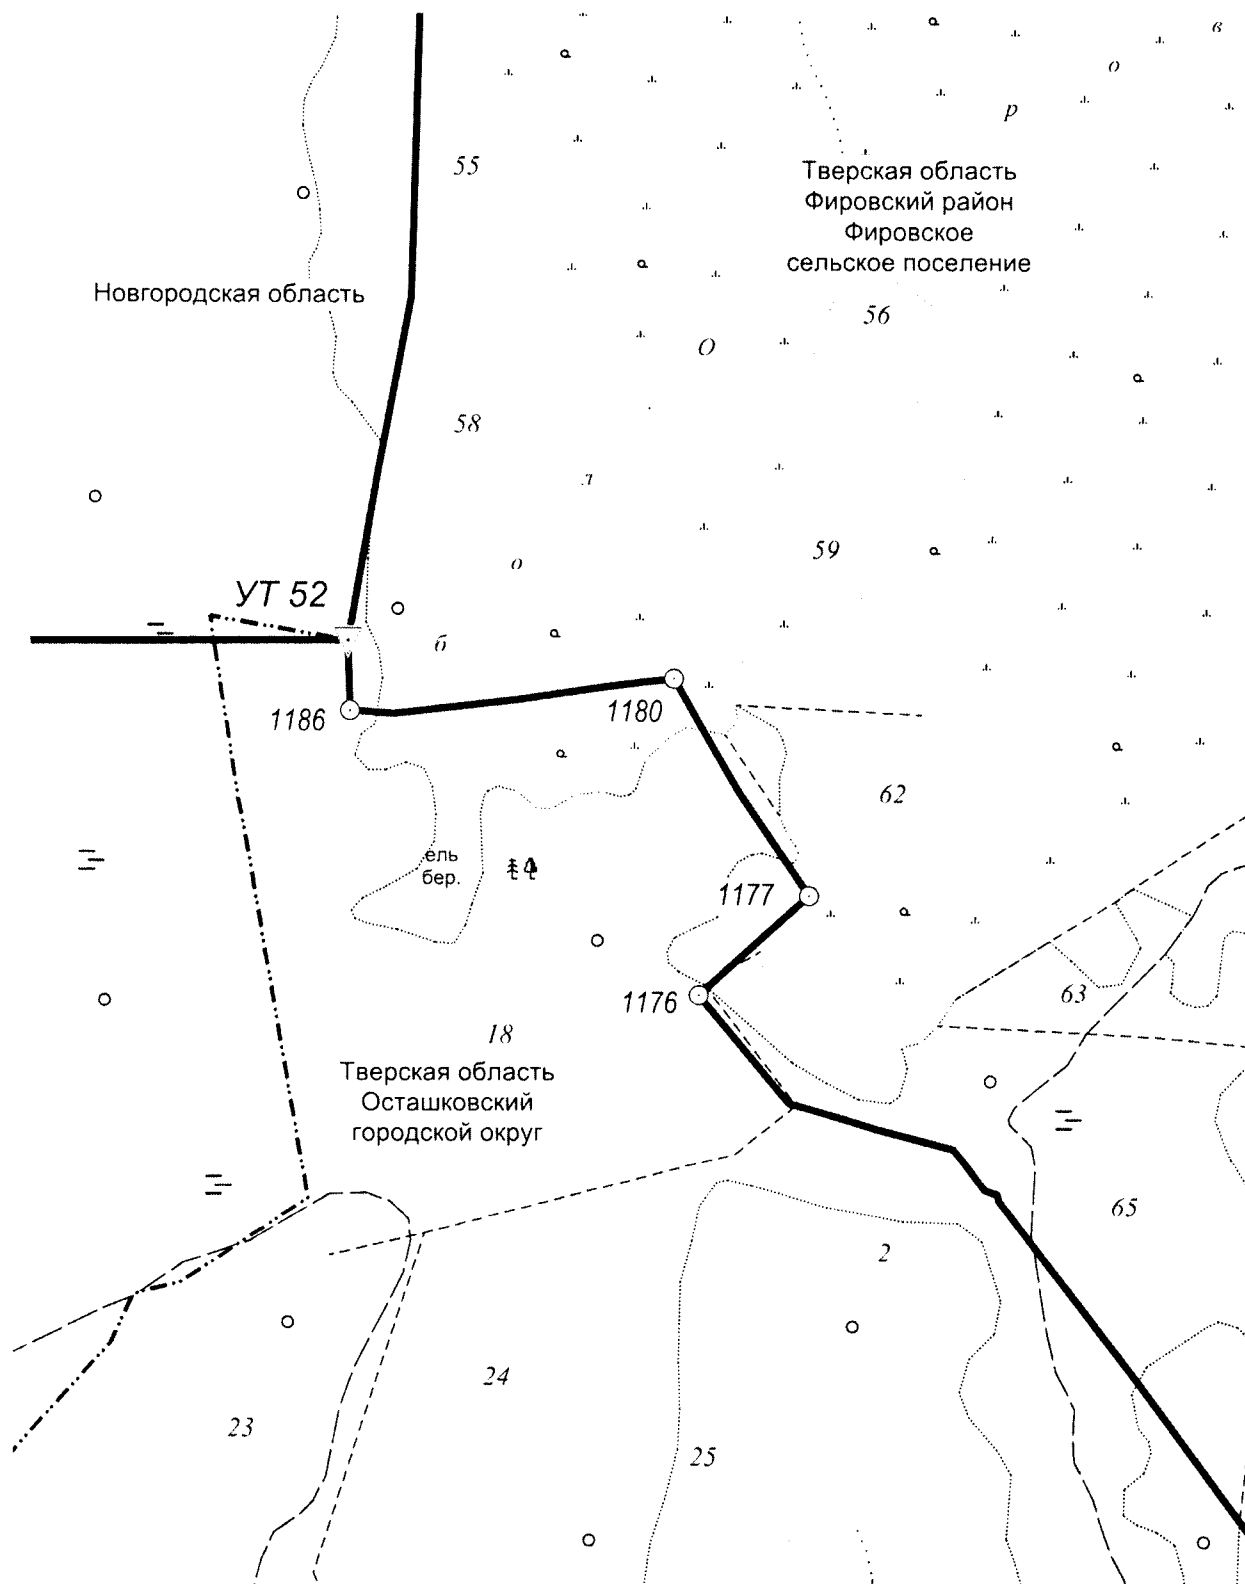 в
о
р
55
Тверская область
Фировский район
Фировское
сельское поселение
Новгородская область
56
О
58
л
59
о
УТ 52
б
1186
1180
62
ель
бер.
1177
1176
63
18
Тверская область
Осташковский
городской округ
65
2
24
23
25